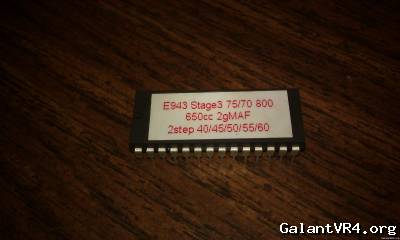 E943 Stage3 75/70 800
650cc 2gMAF
2step 40/45/50/55/60
GalantVR4.org